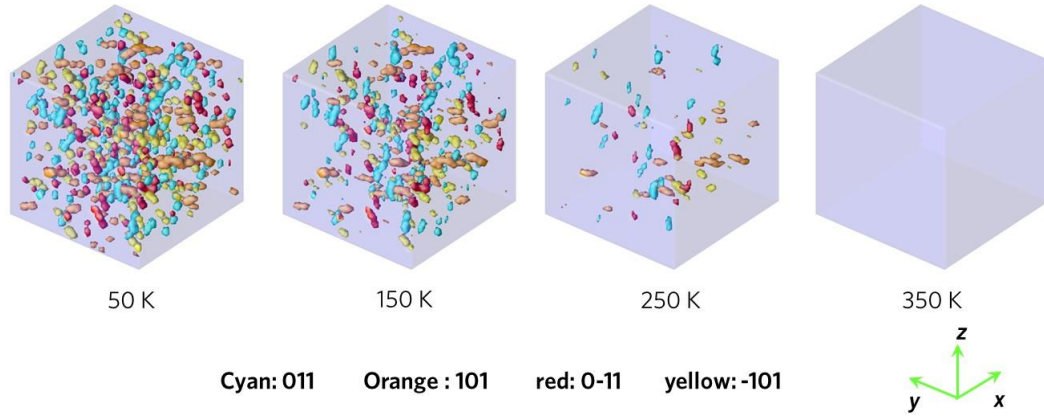 50 K 150 K 250 K 350 K
Cyan: 011 Orange : 101 red: 0-11 yellow: -101
z
y x